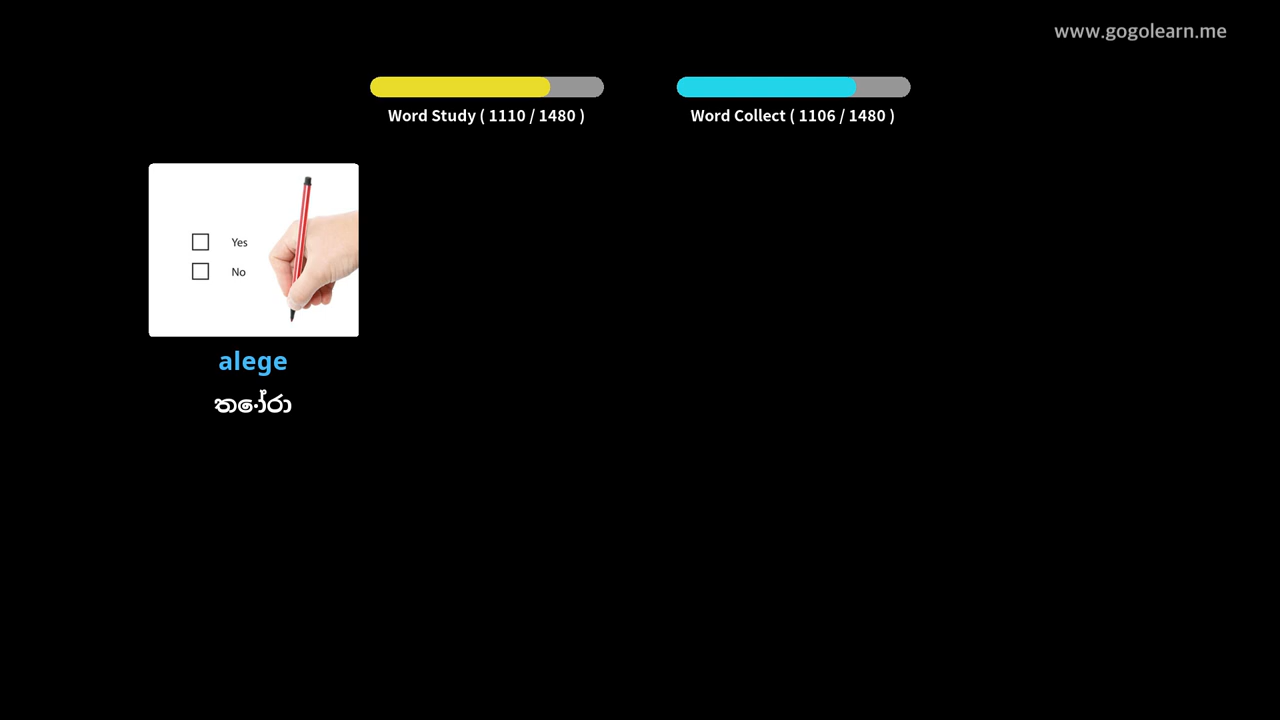 www.gogolearn.me
Word Study ( 1110 / 1480 )
Word Collect ( 1106 / 1480 )
Yes
No
alege
තෝරා